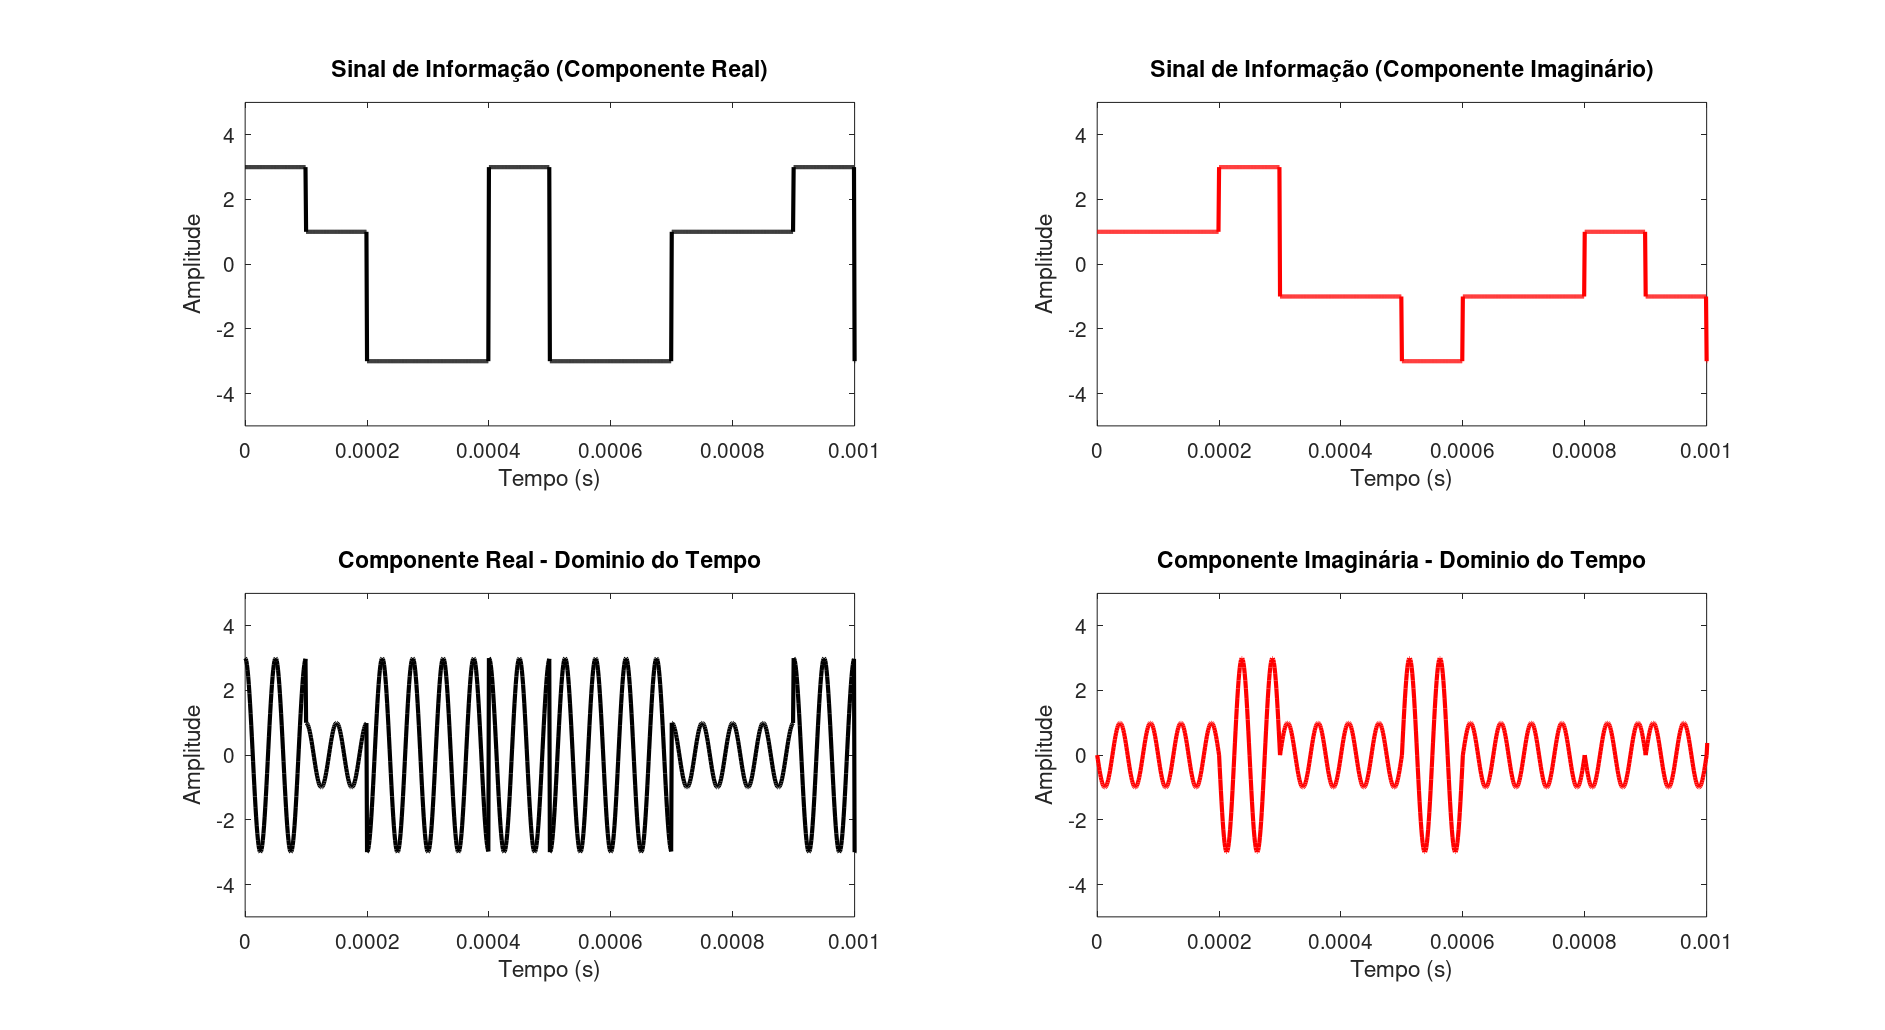 Sinal de Informação (Componente Real)
4
2
0
-2
-4
Amplitude
0 0.0002 0.0004 0.0006 0.0008 0.001
Tempo (s)
Sinal de Informação (Componente Imaginário)
4
2
0
-2
-4
Amplitude
0 0.0002 0.0004 0.0006 0.0008 0.001
Tempo (s)
Componente Real - Dominio do Tempo
4
2
0
-2
-4
Amplitude
0 0.0002 0.0004 0.0006 0.0008 0.001
Tempo (s)
Componente Imaginária - Dominio do Tempo
4
2
0
-2
-4
Amplitude
0 0.0002 0.0004 0.0006 0.0008 0.001
Tempo (s)